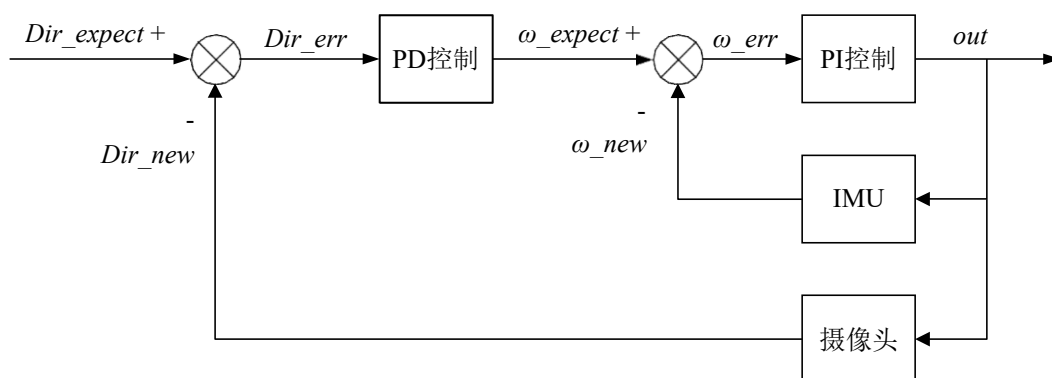 Dir_expect +
Dir_err
PD控制
ω_expect +
ω_err
PI控制
out
-
Dir_new
-
ω_new
IMU
摄像头